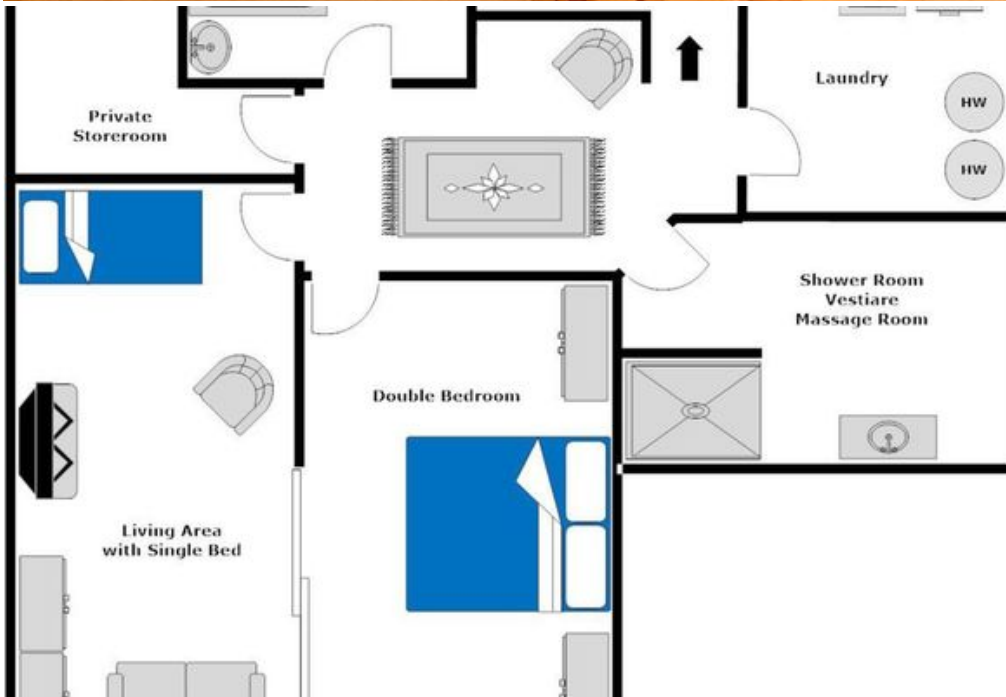 Laundry
HW
Private
Storeroom
HW
Shower Room
Vestiare
Massage Room
Double Bedroom
Living Area
with Single Bed